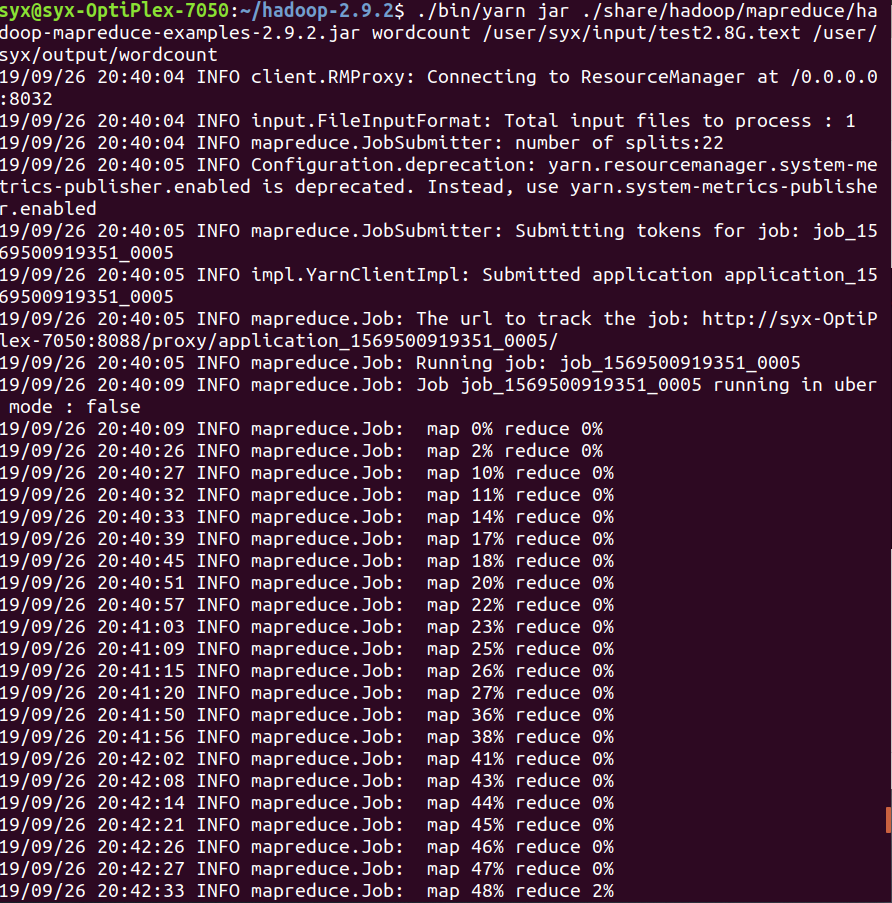 syx@syx-OptiPlex-7050:~/hadoop-2.9.2$ ./bin/yarn jar ./share/hadoop/mapreduce/ha
doop-mapreduce-examples-2.9.2.jar wordcount /user/syx/input/test2.8G.text /user/
syx/output/wordcount
19/09/26 20:40:04 INFO client.RMProxy: Connecting to ResourceManager at /0.0.0.0
:8032
19/09/26 20:40:04 INFO input.FileInputFormat: Total input files to process : 1
19/09/26 20:40:04 INFO mapreduce.JobSubmitter: number of splits:22
19/09/26 20:40:05 INFO Configuration.deprecation: yarn.resourcemanager.system-me
trics-publisher.enabled is deprecated. Instead, use yarn.system-metrics-publishe
r.enabled
19/09/26 20:40:05 INFO mapreduce.JobSubmitter: Submitting tokens for job: job_15
69500919351_0005
19/09/26 20:40:05 INFO impl.YarnClientImpl: Submitted application application_15
69500919351_0005
19/09/26 20:40:05 INFO mapreduce.Job: The url to track the job: http://syx-OptiP
lex-7050:8088/proxy/application_1569500919351_0005/
19/09/26 20:40:05 INFO mapreduce.Job: Running job: job_1569500919351_0005
19/09/26 20:40:09 INFO mapreduce.Job: Job job_1569500919351_0005 running in uber
 mode : false
19/09/26 20:40:09 INFO mapreduce.Job:  map 0% reduce 0%
19/09/26 20:40:26 INFO mapreduce.Job:  map 2% reduce 0%
19/09/26 20:40:27 INFO mapreduce.Job:  map 10% reduce 0%
19/09/26 20:40:32 INFO mapreduce.Job:  map 11% reduce 0%
19/09/26 20:40:33 INFO mapreduce.Job:  map 14% reduce 0%
19/09/26 20:40:39 INFO mapreduce.Job:  map 17% reduce 0%
19/09/26 20:40:45 INFO mapreduce.Job:  map 18% reduce 0%
19/09/26 20:40:51 INFO mapreduce.Job:  map 20% reduce 0%
19/09/26 20:40:57 INFO mapreduce.Job:  map 22% reduce 0%
19/09/26 20:41:03 INFO mapreduce.Job:  map 23% reduce 0%
19/09/26 20:41:09 INFO mapreduce.Job:  map 25% reduce 0%
19/09/26 20:41:15 INFO mapreduce.Job:  map 26% reduce 0%
19/09/26 20:41:20 INFO mapreduce.Job:  map 27% reduce 0%
19/09/26 20:41:50 INFO mapreduce.Job:  map 36% reduce 0%
19/09/26 20:41:56 INFO mapreduce.Job:  map 38% reduce 0%
19/09/26 20:42:02 INFO mapreduce.Job:  map 41% reduce 0%
19/09/26 20:42:08 INFO mapreduce.Job:  map 43% reduce 0%
19/09/26 20:42:14 INFO mapreduce.Job:  map 44% reduce 0%
19/09/26 20:42:21 INFO mapreduce.Job:  map 45% reduce 0%
19/09/26 20:42:26 INFO mapreduce.Job:  map 46% reduce 0%
19/09/26 20:42:27 INFO mapreduce.Job:  map 47% reduce 0%
19/09/26 20:42:33 INFO mapreduce.Job:  map 48% reduce 2%